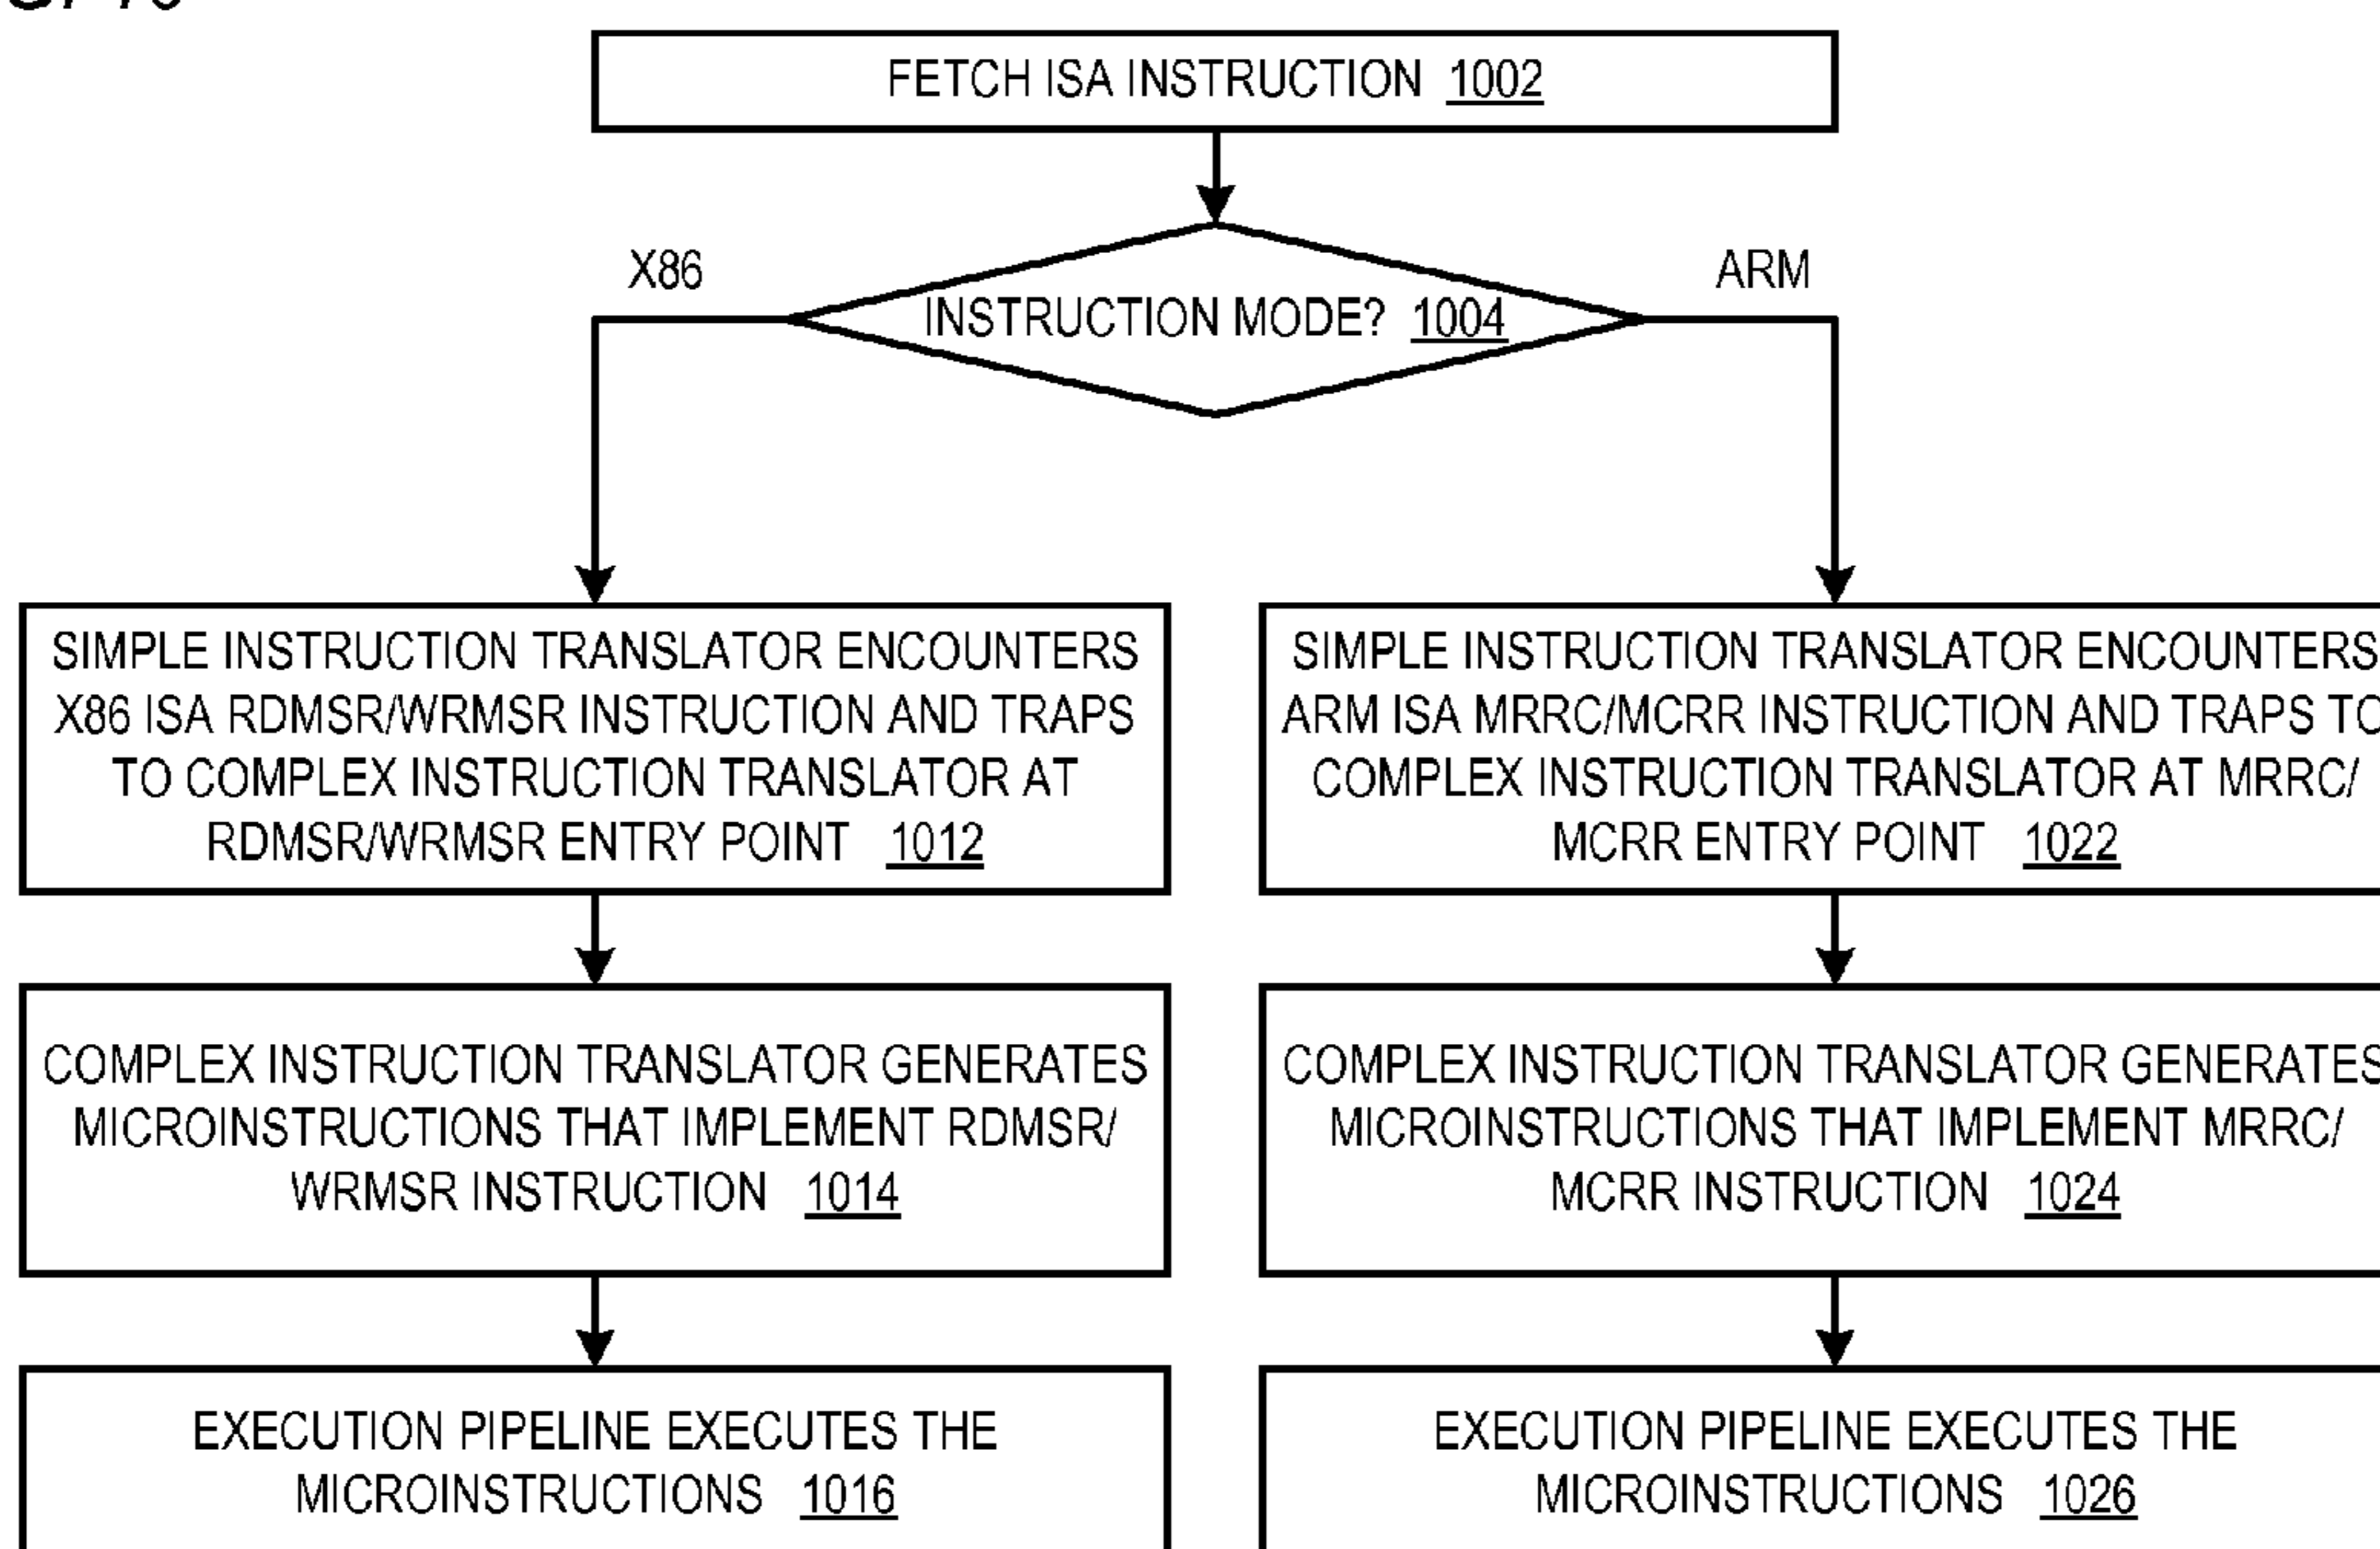 FETCH ISA INSTRUCTION 1002
X86
ARM
INSTRUCTION MODE? 1004
SIMPLE INSTRUCTION TRANSLATOR ENCOUNTERS
X86 ISA RDMSR/WRMSR INSTRUCTION AND TRAPS
TO COMPLEX INSTRUCTION TRANSLATOR AT
RDMSR/WRMSR ENTRY POINT 1012
SIMPLE INSTRUCTION TRANSLATOR ENCOUNTERS
ARM ISA MRRC/MCRR INSTRUCTION AND TRAPS TO
COMPLEX INSTRUCTION TRANSLATOR AT MRRC/
MCRR ENTRY POINT 1022
COMPLEX INSTRUCTION TRANSLATOR GENERATES
MICROINSTRUCTIONS THAT IMPLEMENT RDMSR/
WRMSR INSTRUCTION 1014
COMPLEX INSTRUCTION TRANSLATOR GENERATES
MICROINSTRUCTIONS THAT IMPLEMENT MRRC/
MCRR INSTRUCTION 1024
EXECUTION PIPELINE EXECUTES THE
MICROINSTRUCTIONS 1016
EXECUTION PIPELINE EXECUTES THE
MICROINSTRUCTIONS 1026